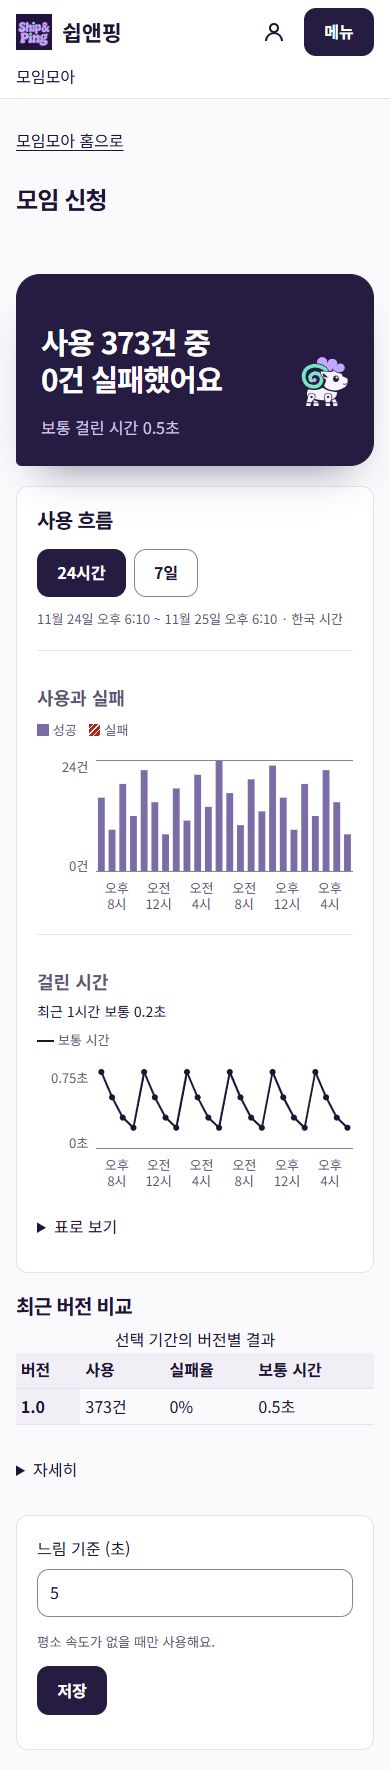 Ship&
Ping
쉽앤핑
메뉴
모임모아
모임모아 홈으로
모임 신청
사용 373건 중
0건 실패했어요
보통 걸린 시간 0.5초
사용 흐름
24시간
7일
11월 24일 오후 6:10 ~ 11월 25일 오후 6:10 · 한국 시간
사용과 실패
성공 실패
24건
0건
오후 오전 오전 오전 오후 오후
8시 12시 4시 8시 12시 4시
걸린 시간
최근 1시간 보통 0.2초
보통 시간
0.75초
0초
오후 오전 오전 오전 오후 오후
8시 12시 4시 8시 12시 4시
표로 보기
최근 버전 비교
선택 기간의 버전별 결과
버전 사용 실패율 보통 시간
1.0 373건 0% 0.5초
자세히
느림 기준 (초)
5
평소 속도가 없을 때만 사용해요.
저장